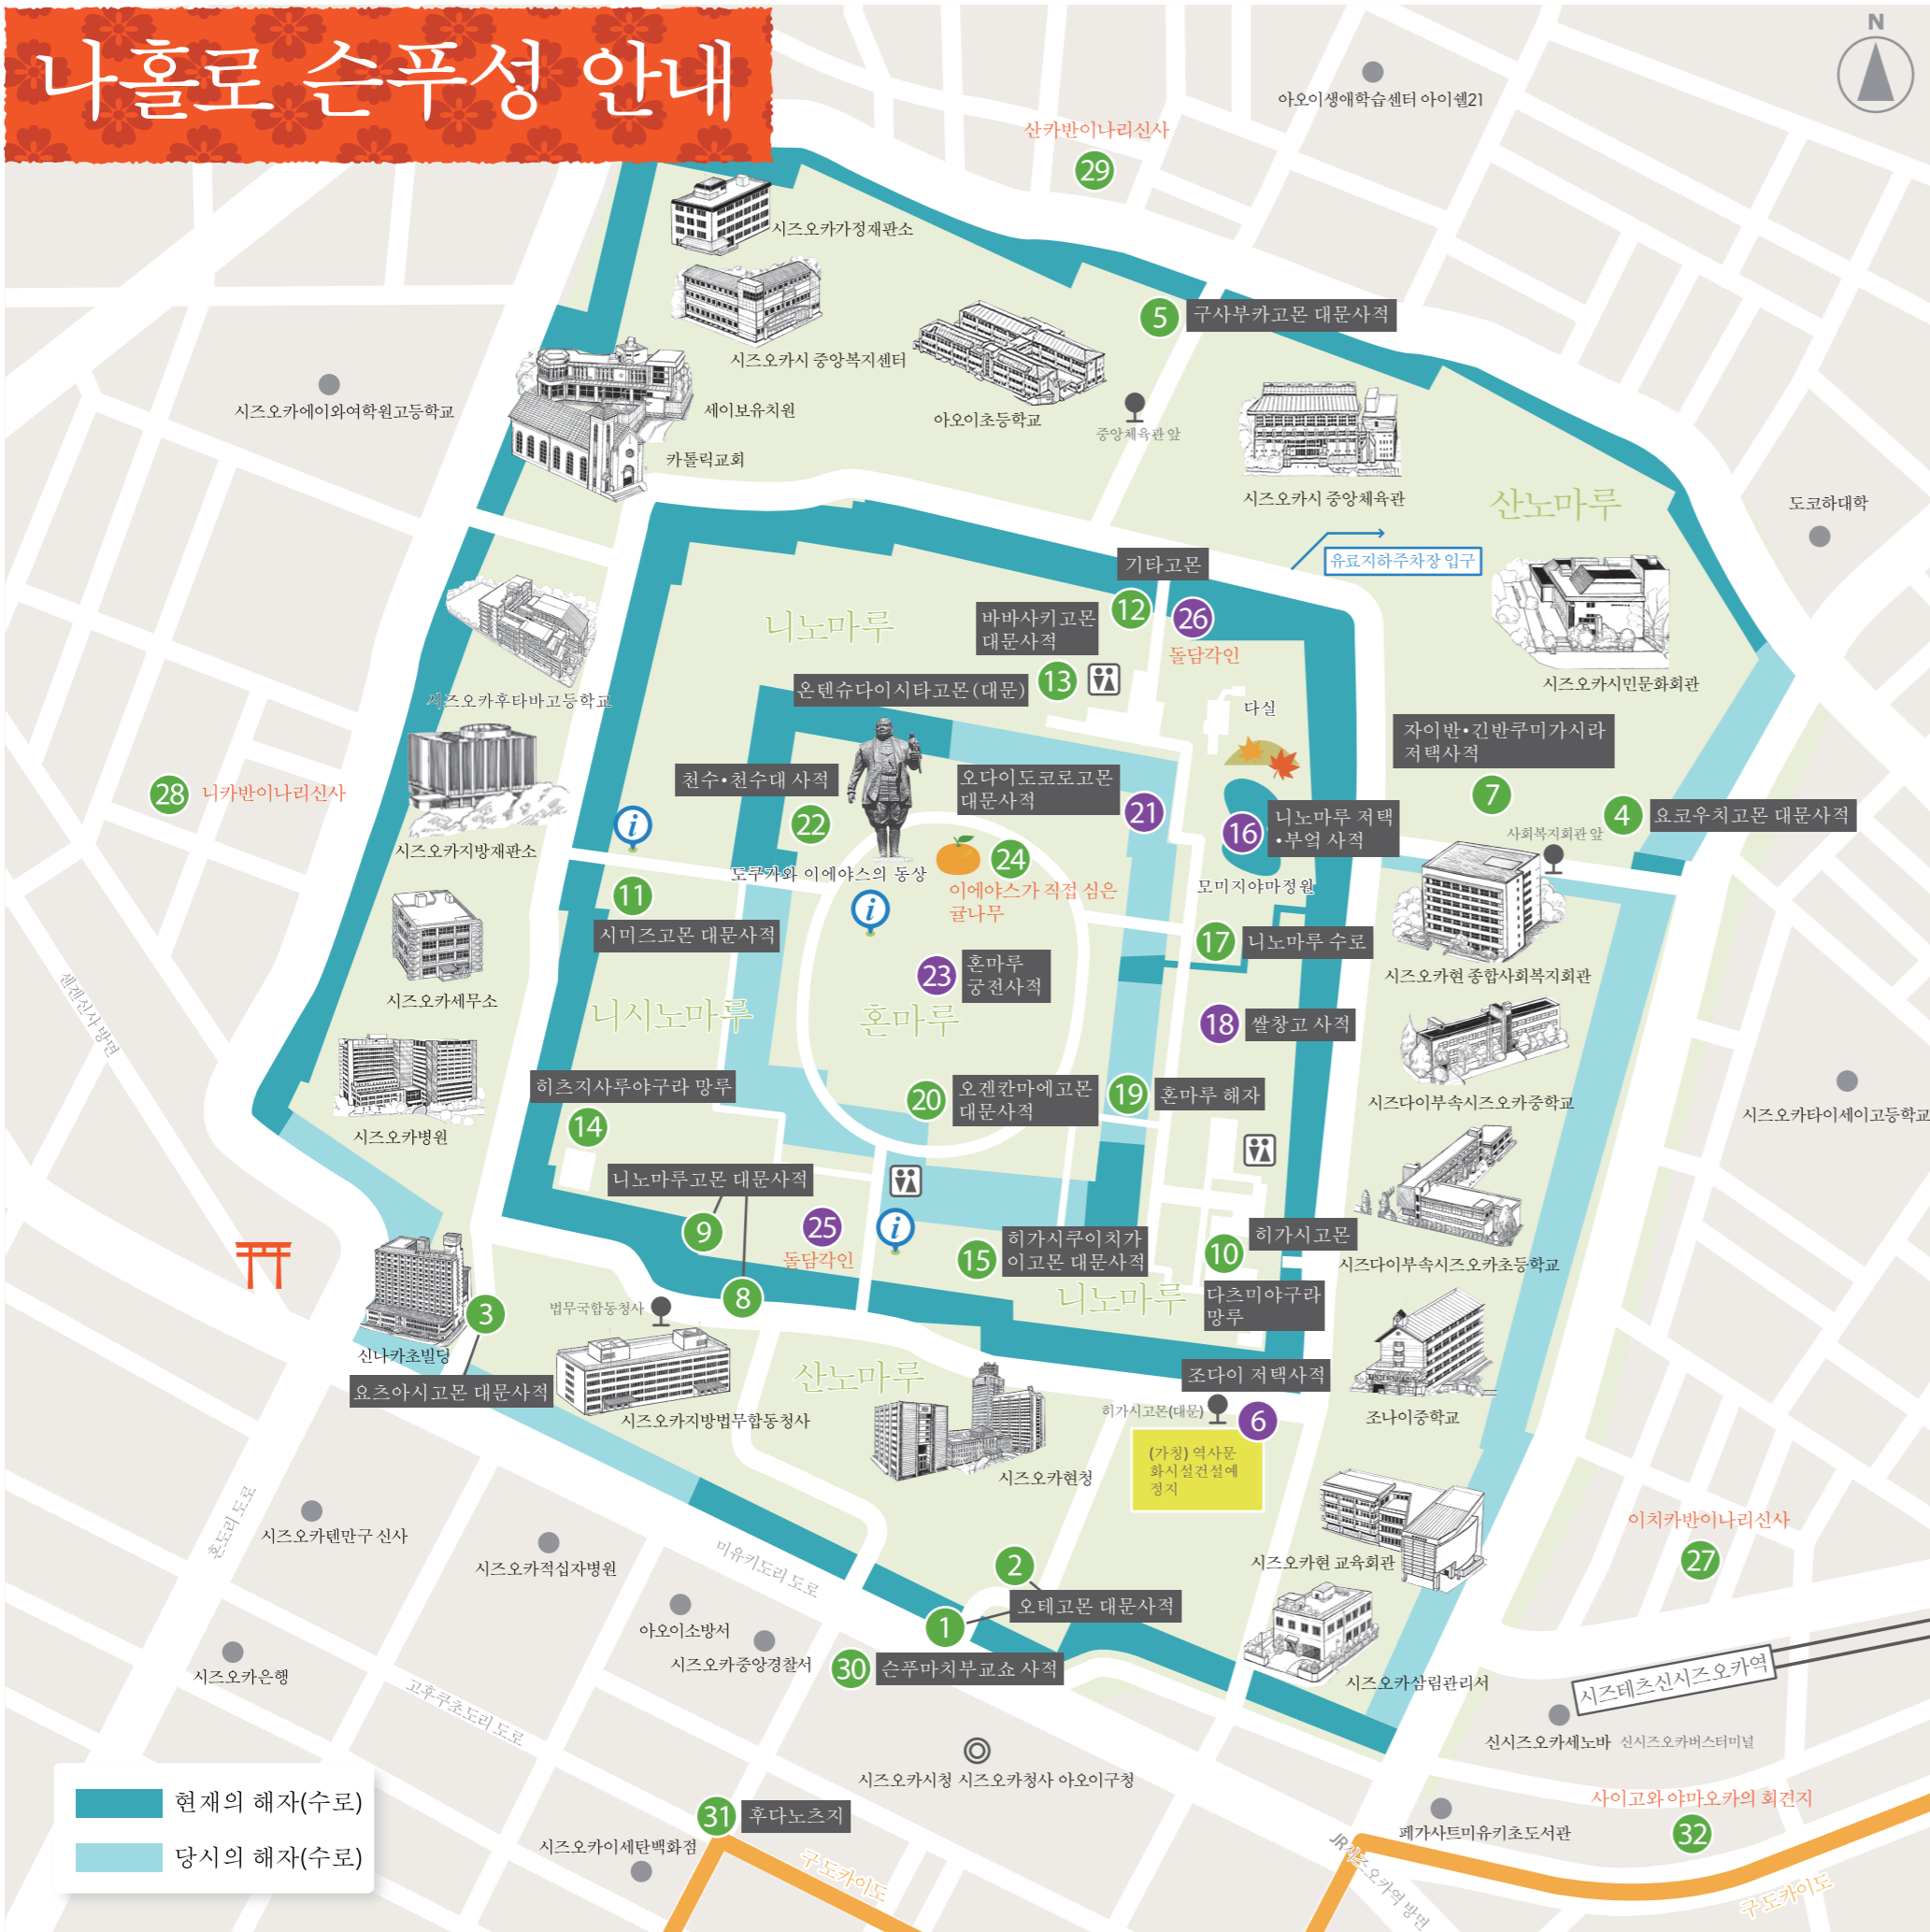 나홀로 슨푸성 안내
N
아오이생애학습센터 아이쉘21
산카반이나리신사
29
시즈오카가정재판소
시즈오카시 중앙복지센터
5
구사부카고몬 대문사적
시즈오카에이와여학원고등학교
세이보유치원
아오이초등학교
중앙체육관 앞
카톨릭교회
시즈오카시 중앙체육관
산노마루
도코하대학
유료지하주차장 입구
기타고몬
12
26
돌담각인
니노마루
바바사키고몬
대문사적
13
시즈오카시민문화회관
온텐슈다이시타고몬(대문)
시즈오카후타바고등학교
다실
자이반•긴반쿠미가시라
저택사적
7
28
니카반이나리신사
천수•천수대 사적
22
오다이도코로고몬
대문사적
21
16
니노마루 저택
•부엌 사적
4
요코우치고몬 대문사적
사회복지회관 앞
시즈오카지방재판소
i
도쿠가와 이에야스의 동상
24
이에야스가 직접 심은
귤나무
모미지야마정원
11
시미즈고몬 대문사적
i
17
니노마루 수로
23
혼마루
궁전사적
시즈오카현 종합사회복지회관
시즈오카세무소
센겐신사 방면
니시노마루
혼마루
18
쌀창고 사적
히츠지사루야구라 망루
14
20
오겐칸마에고몬
대문사적
19
혼마루 해자
시즈다이부속시즈오카중학교
시즈오카타이세이고등학교
시즈오카병원
니노마루고몬 대문사적
9
25
돌담각인
i
15
히가시쿠이치가
이고몬 대문사적
10
히가시고몬
시즈다이부속시즈오카초등학교
니노마루
다츠미야구라
망루
3
법무국합동청사
8
신나카초빌딩
요츠아시고몬 대문사적
시즈오카지방법무합동청사
산노마루
조다이 저택사적
히가시고몬(대문)
6
조나이중학교
(가칭) 역사문
화시설건설예
정지
시즈오카현청
혼도리 도로
시즈오카텐만구 신사
시즈오카적십자병원
미유키도리 도로
2
오테고몬 대문사적
1
시즈오카현 교육회관
이치카반이나리신사
27
아오이소방서
시즈오카중앙경찰서
30
슨푸마치부교쇼 사적
시즈오카은행
고후쿠초도리 도로
시즈오카삼림관리서
시즈테츠신시즈오카역
신시즈오카세노바
신시즈오카버스터미널
시즈오카시청 시즈오카청사 아오이구청
현재의 해자(수로)
당시의 해자(수로)
31
후다노츠지
시즈오카이세탄백화점
구 도카이도
사이고와 야마오카의 회견지
32
페가사트미유키초도서관
JR시즈오카역 방면
구 도카이도